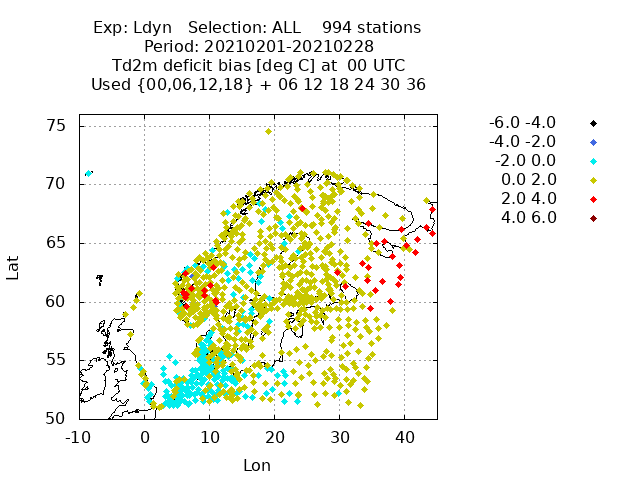 Exp: Ldyn   Selection: ALL    994 stations
Period: 20210201-20210228
Td2m deficit bias [deg C] at  00 UTC
Used {00,06,12,18} + 06 12 18 24 30 36
-6.0 -4.0
-4.0 -2.0
-2.0 0.0
0.0 2.0
2.0 4.0
4.0 6.0
75
70
65
60
55
50
Lat
-10 0 10 20 30 40
Lon